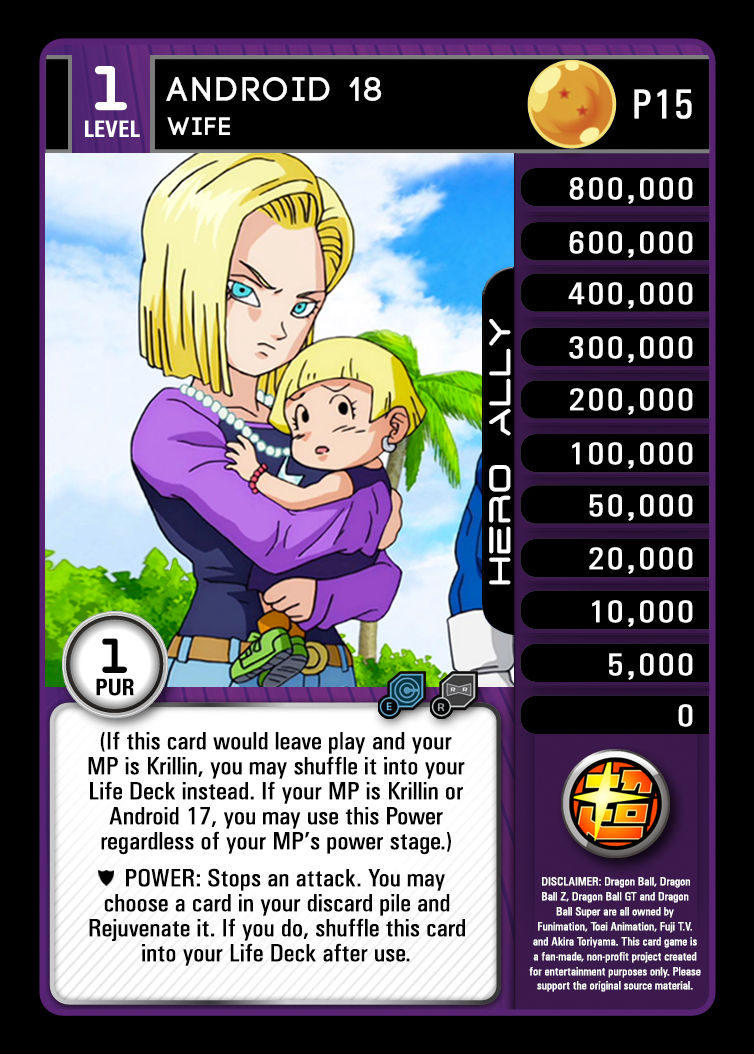 1
LEVEL
ANDROID 18
WIFE
P15
800,000
600,000
400,000
300,000
200,000
100,000
50,000
20,000
10,000
5,000
0
HERO ALLY
1
PUR
E
R
R R
(If this card would leave play and your
MP is Krillin, you may shuffle it into your
Life Deck instead. If your MP is Krillin or
Android 17, you may use this Power
regardless of your MP's power stage.)
POWER: Stops an attack. You may
choose a card in your discard pile and
Rejuvenate it. If you do, shuffle this card
into your Life Deck after use.
超
DISCLAIMER: Dragon Ball, Dragon
Ball Z, Dragon Ball GT and Dragon
Ball Super are all owned by
Funimation, Toei Animation, Fuji T.V.
and Akira Toriyama. This card game is
a fan-made, non-profit project created
for entertainment purposes only. Please
support the original source material.